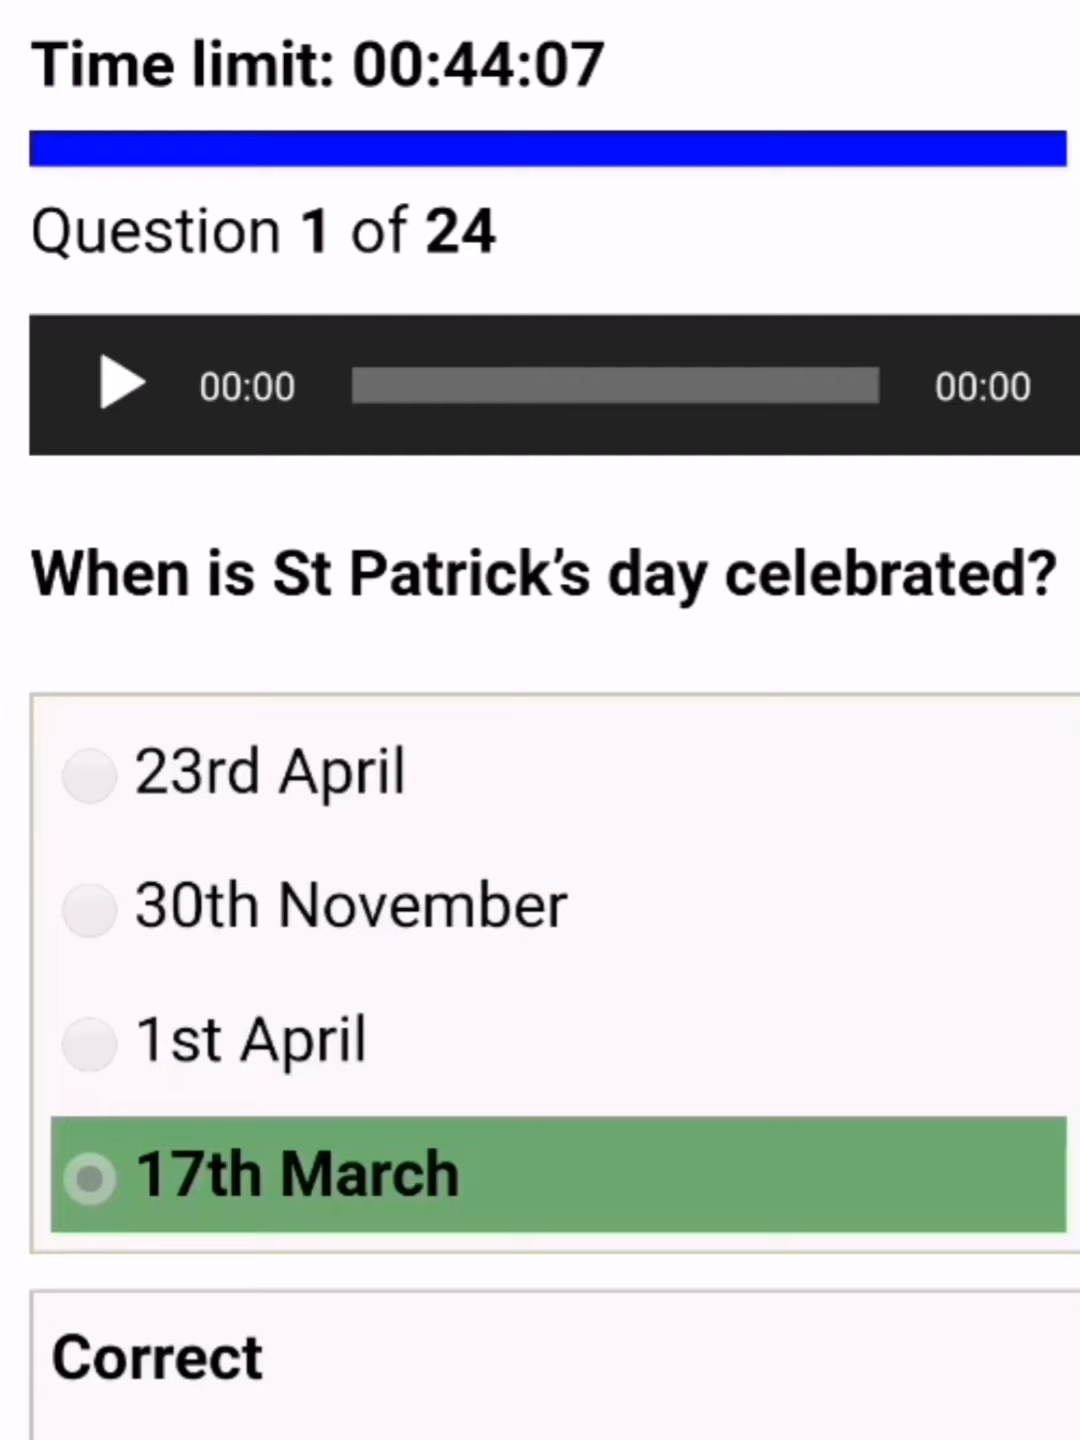 Time limit: 00:44:07
Question 1 of 24
00:00 00:00
When is St Patrick’s day celebrated?
23rd April
30th November
1st April
17th March
Correct